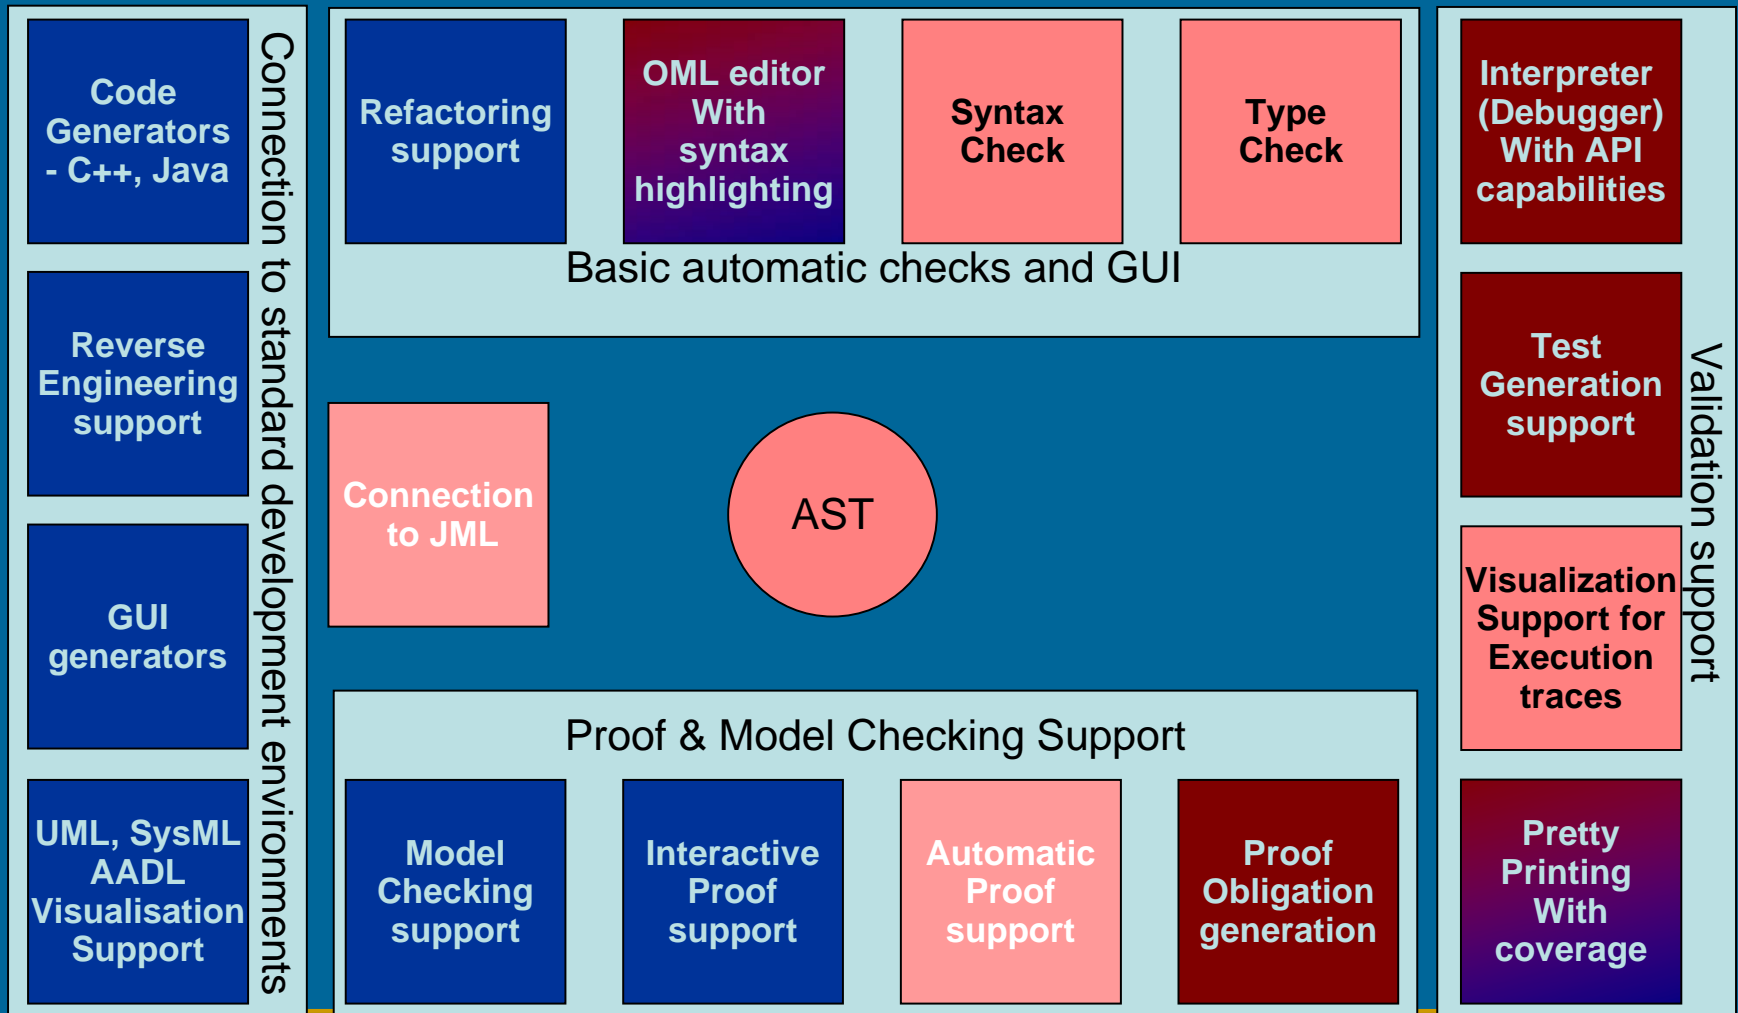 Code
Generators
- C++, Java
Reverse
Engineering
support
GUI
generators
UML, SysML
AADL
Visualisation
Support
Connection to standard development environments
Refactoring
support
OML editor
With
syntax
highlighting
Syntax
Check
Type
Check
Basic automatic checks and GUI
Connection
to JML
AST
Proof & Model Checking Support
Model
Checking
support
Interactive
Proof
support
Automatic
Proof
support
Proof
Obligation
generation
Interpreter
(Debugger)
With API
capabilities
Test
Generation
support
Visualization
Support for
Execution
traces
Pretty
Printing
With
coverage
Validation support